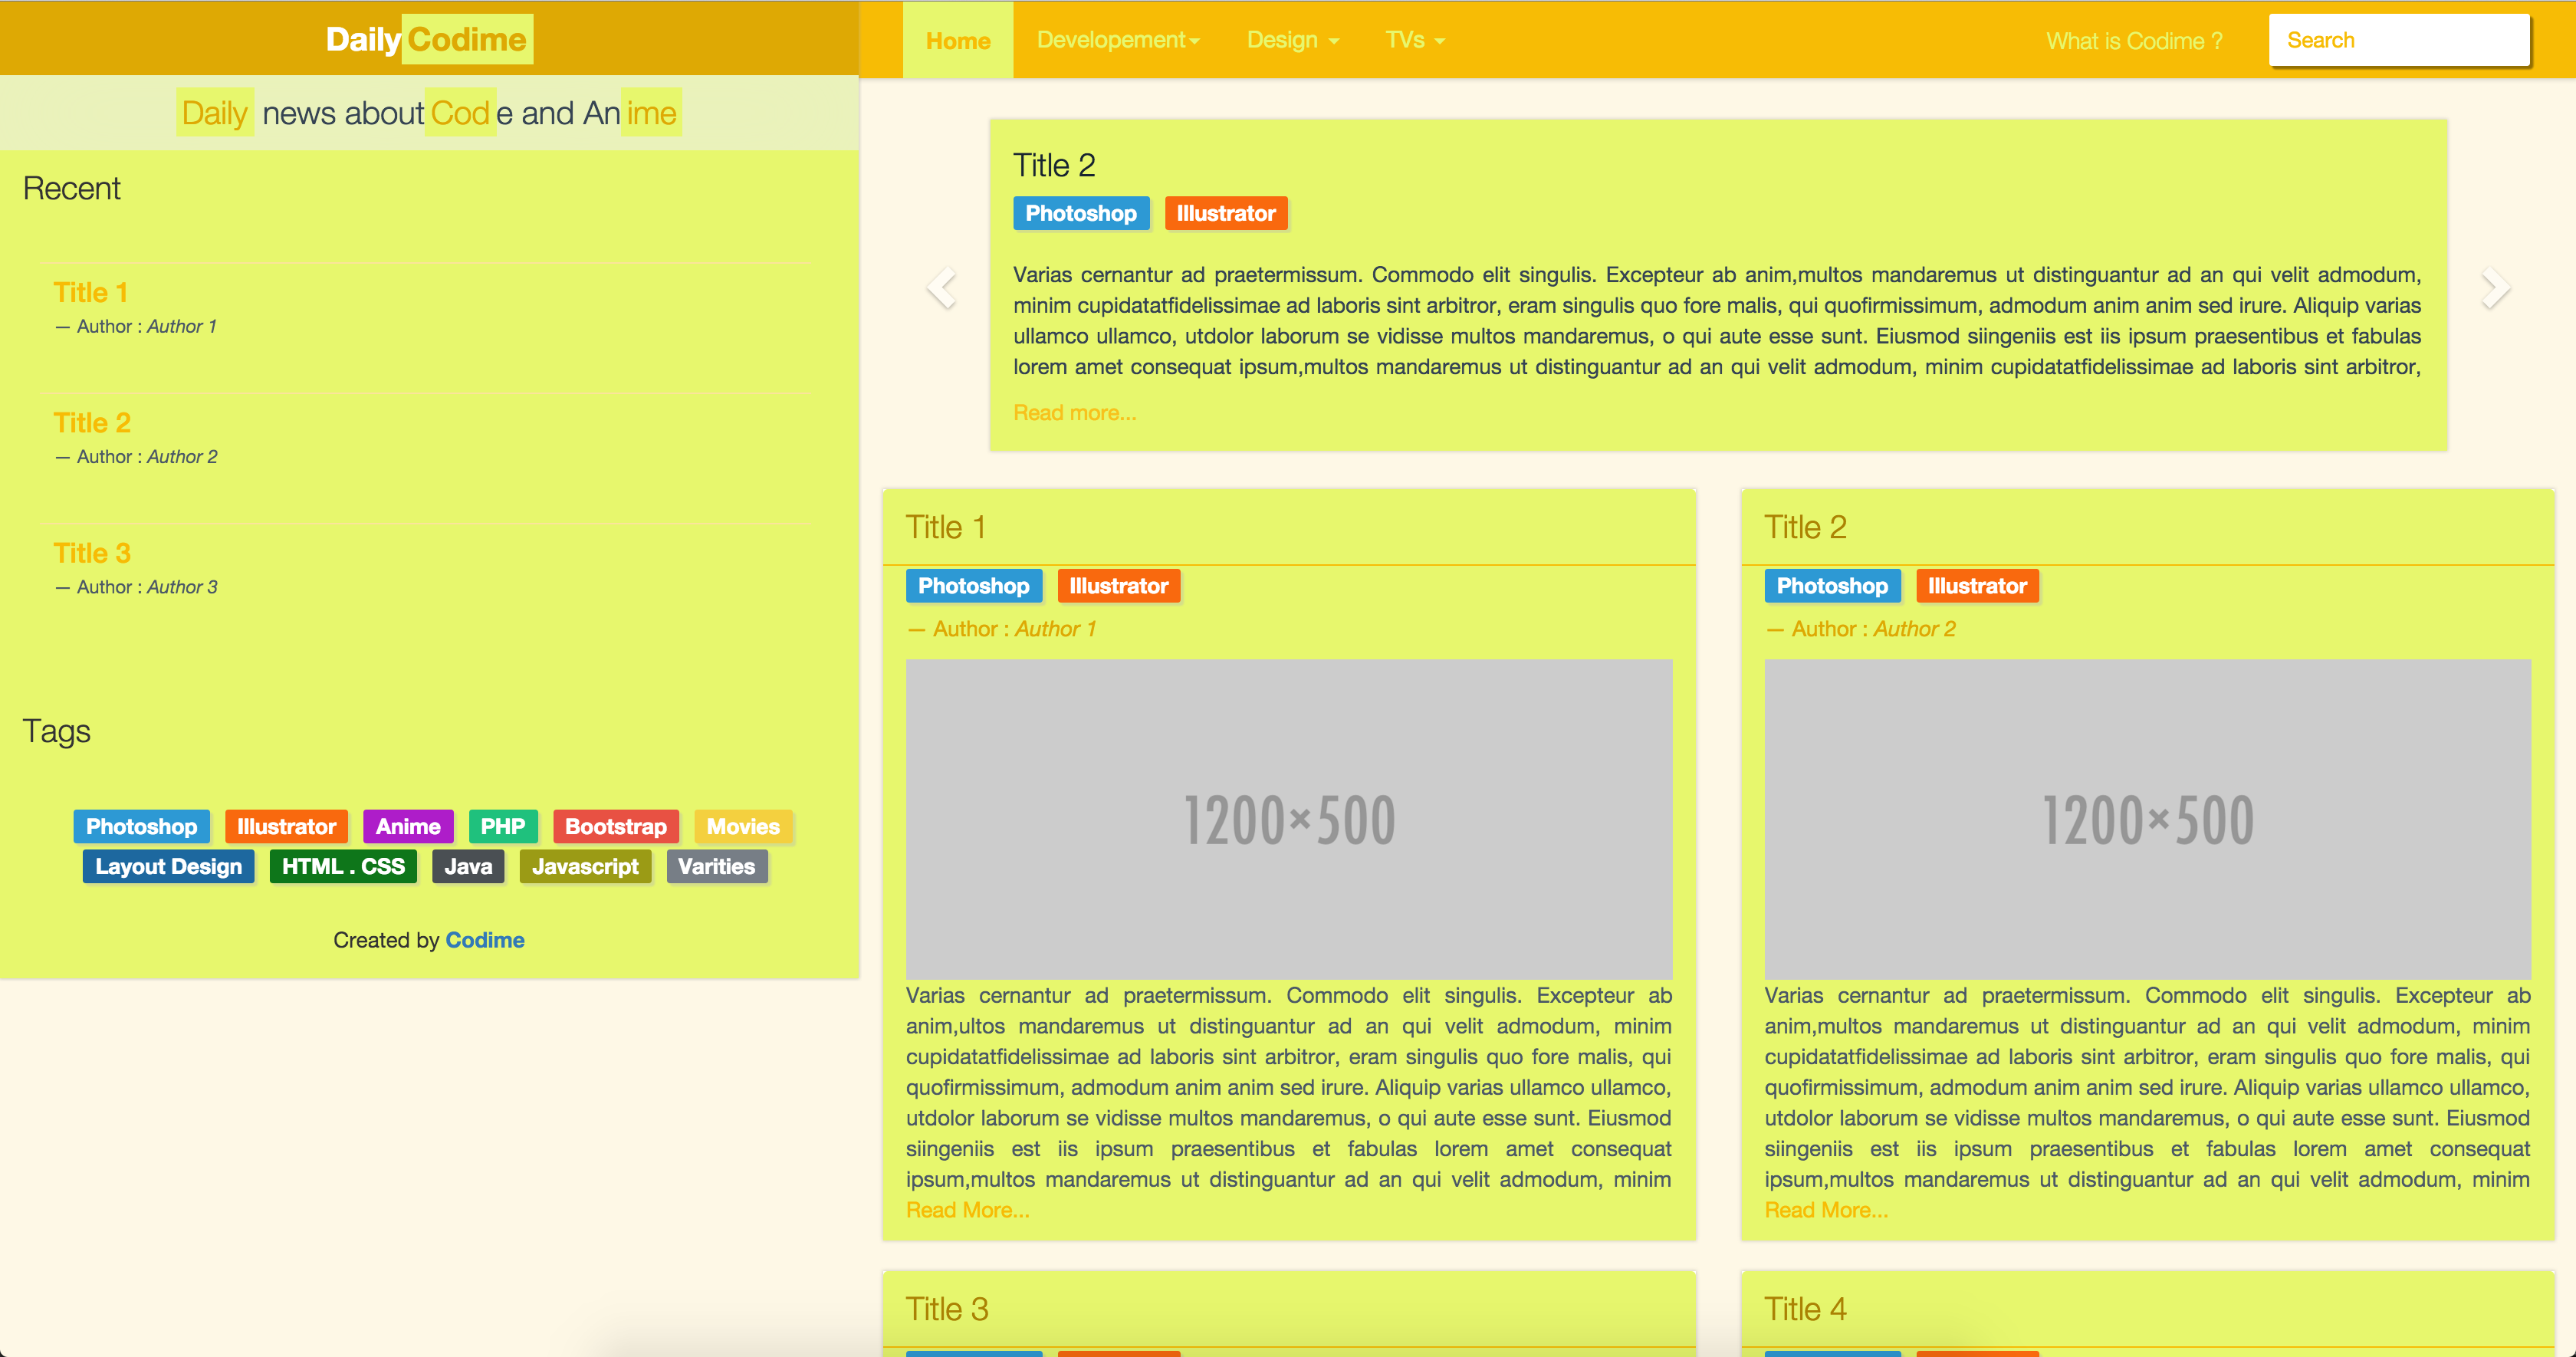 DailyCodime
Home Developement Design TVs What is Codime ? Search
Daily news about Code and Anime
Recent
Title 1
— Author : Author 1
Title 2
— Author : Author 2
Title 3
— Author : Author 3
Tags
Photoshop Illustrator Anime PHP Bootstrap Movies
Layout Design HTML . CSS Java Javascript Varities
Created by Codime
Title 2
Photoshop Illustrator
Varias cernantur ad praetermissum. Commodo elit singulis. Excepteur ab anim,multos mandaremus ut distinguantur ad an qui velit admodum,
minim cupidatatfidelissimae ad laboris sint arbitror, eram singulis quo fore malis, qui quofirmissimum, admodum anim anim sed irure. Aliquip varias
ullamco ullamco, utdolor laborum se vidisse multos mandaremus, o qui aute esse sunt. Eiusmod siingeniis est iis ipsum praesentibus et fabulas
lorem amet consequat ipsum,multos mandaremus ut distinguantur ad an qui velit admodum, minim cupidatatfidelissimae ad laboris sint arbitror,
Read more...
Title 1
Photoshop Illustrator
— Author : Author 1
1200×500
Varias cernantur ad praetermissum. Commodo elit singulis. Excepteur ab
anim,ultos mandaremus ut distinguantur ad an qui velit admodum, minim
cupidatatfidelissimae ad laboris sint arbitror, eram singulis quo fore malis, qui
quofirmissimum, admodum anim anim sed irure. Aliquip varias ullamco ullamco,
utdolor laborum se vidisse multos mandaremus, o qui aute esse sunt. Eiusmod
siingeniis est iis ipsum praesentibus et fabulas lorem amet consequat
ipsum,multos mandaremus ut distinguantur ad an qui velit admodum, minim
Read More...
Title 2
Photoshop Illustrator
— Author : Author 2
1200×500
Varias cernantur ad praetermissum. Commodo elit singulis. Excepteur ab
anim,multos mandaremus ut distinguantur ad an qui velit admodum, minim
cupidatatfidelissimae ad laboris sint arbitror, eram singulis quo fore malis, qui
quofirmissimum, admodum anim anim sed irure. Aliquip varias ullamco ullamco,
utdolor laborum se vidisse multos mandaremus, o qui aute esse sunt. Eiusmod
siingeniis est iis ipsum praesentibus et fabulas lorem amet consequat
ipsum,multos mandaremus ut distinguantur ad an qui velit admodum, minim
Read More...
Title 3
Title 4